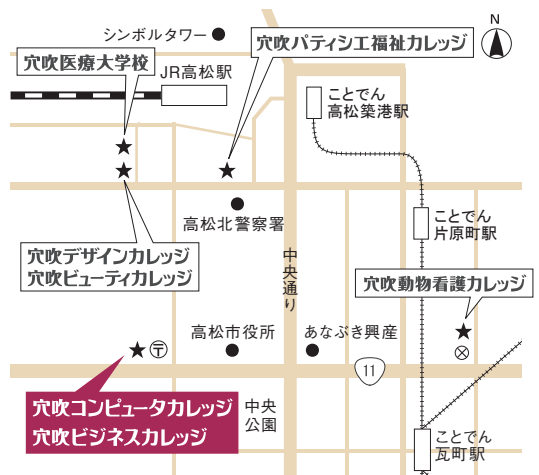 シンボルタワー
N
穴吹パティシエ福祉カレッジ
穴吹医療大学校
JR高松駅
ことでん
高松築港駅
高松北警察署
ことでん
片原町駅
穴吹デザインカレッジ
穴吹ビューティカレッジ
中央通り
穴吹動物看護カレッジ
高松市役所
あなぶき興産
〒
11
穴吹コンピュータカレッジ
穴吹ビジネスカレッジ
中央
公園
ことでん
瓦町駅